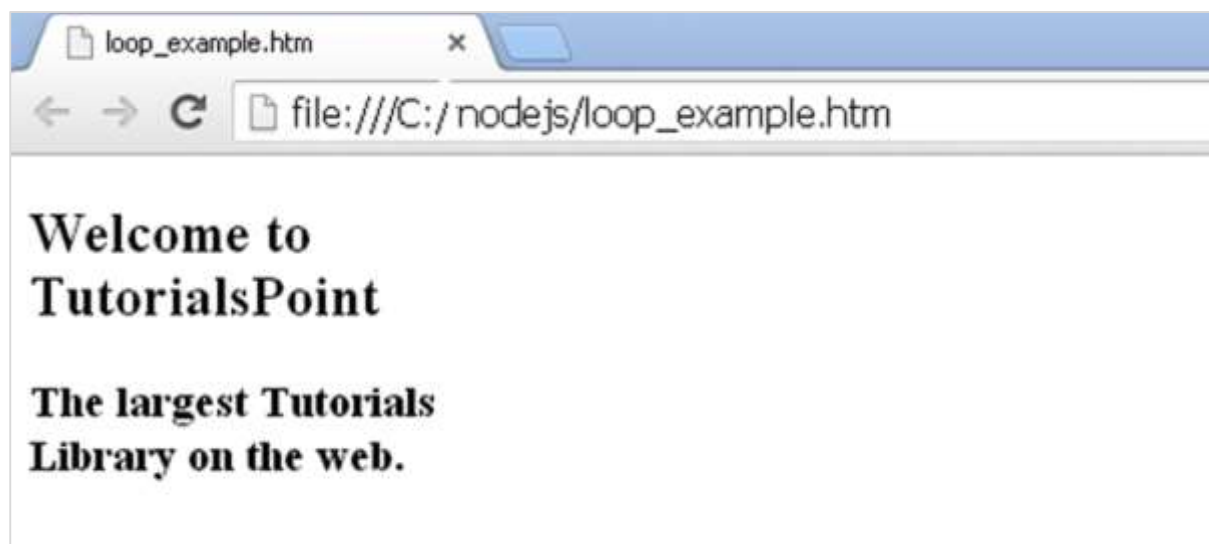 loop_example.htm
file:///C:/nodejs/loop_example.htm
Welcome to
TutorialsPoint
The largest Tutorials
Library on the web.